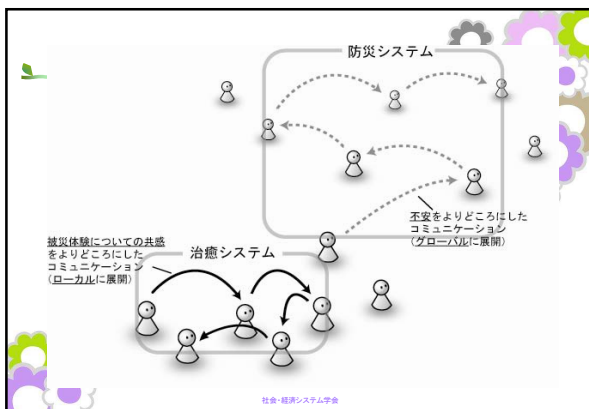 防災システム
不安をよりどころにした
コミュニケーション
(グローバルに展開)
被災体験についての共感
をよりどころにした
コミュニケーション
(ローカルに展開)
治癒システム
社会・経済システム学会